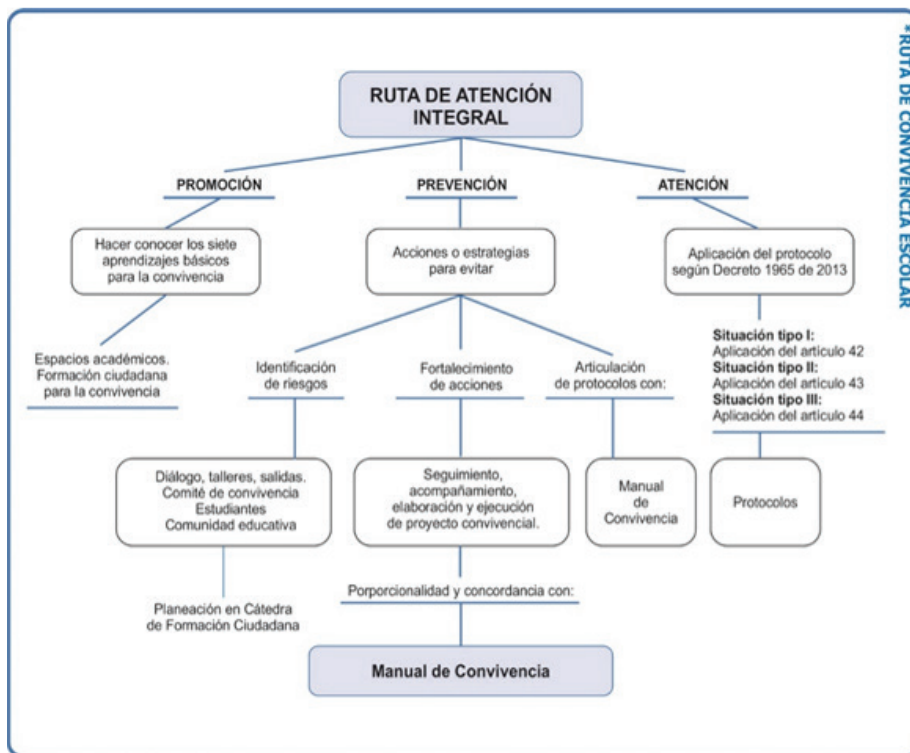 *RUTA DE CONVIVENCIA ESCOLAR
RUTA DE ATENCIÓN
INTEGRAL
PROMOCIÓN
PREVENCIÓN
ATENCIÓN
Hacer conocer los siete
aprendizajes básicos
para la convivencia
Acciones o estrategias
para evitar
Aplicación del protocolo
según Decreto 1965 de 2013
Espacios académicos.
Formación ciudadana
para la convivencia
Identificación
de riesgos
Fortalecimiento
de acciones
Articulación
de protocolos con:
Situación tipo I:
Aplicación del artículo 42
Situación tipo II:
Aplicación del artículo 43
Situación tipo III:
Aplicación del artículo 44
Diálogo, talleres, salidas.
Comité de convivencia
Estudiantes
Comunidad educativa
Seguimiento,
acompañamiento,
elaboración y ejecución
de proyecto convivencial.
Manual
de
Convivencia
Protocolos
Planeación en Cátedra
de Formación Ciudadana
Porporcionalidad y concordancia con:
Manual de Convivencia